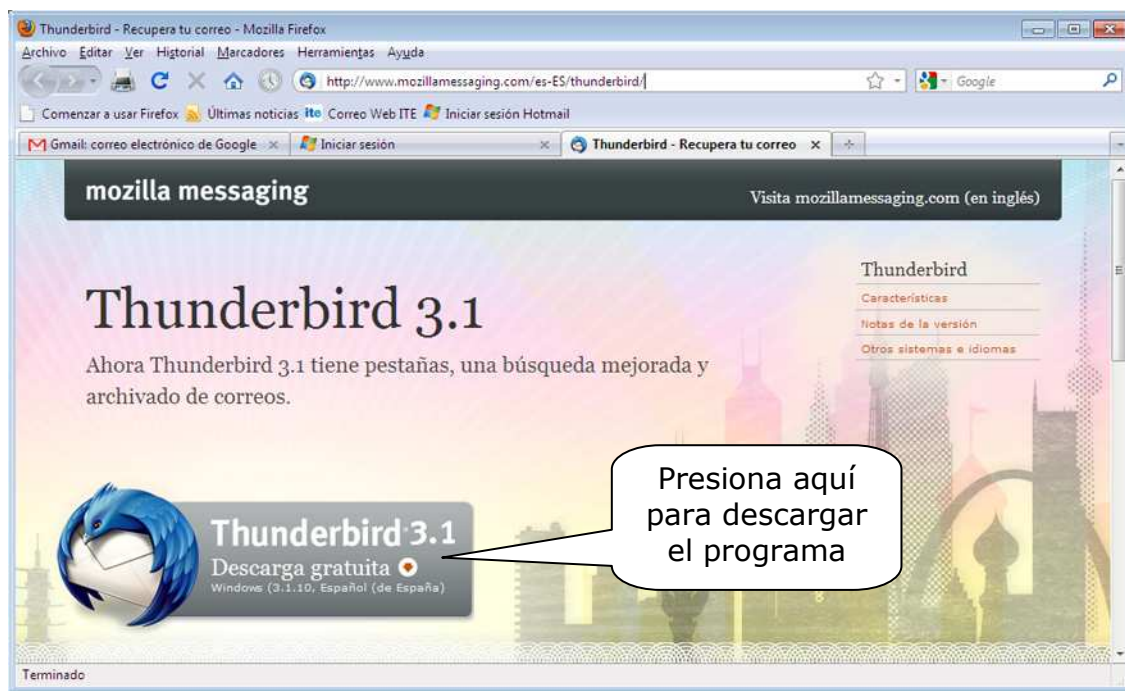 Thunderbird - Recupera tu correo - Mozilla Firefox
Archivo Editar Ver Historial Marcadores Herramientas Ayuda
http://www.mozillamessaging.com/es-ES/thunderbird/
Google
Comenzar a usar Firefox Últimas noticias ite Correo Web ITE Iniciar sesión Hotmail
Gmail: correo electrónico de Google Iniciar sesión Thunderbird - Recupera tu correo
mozilla messaging
Visita mozillamessaging.com (en inglés)
Thunderbird
Características
Notas de la versión
Otros sistemas e idiomas
Thunderbird 3.1
Ahora Thunderbird 3.1 tiene pestañas, una búsqueda mejorada y
archivado de correos.
Presiona aquí
para descargar
el programa
Thunderbird 3.1
Descarga gratuita
Windows (3.1.10, Español (de España)
Terminado